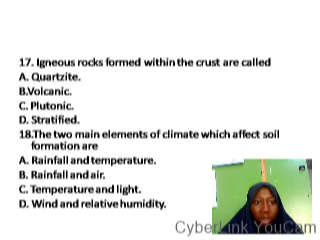 17. Igneous rocks formed within the crust are called
A. Quartzite.
B.Volcanic.
C. Plutonic.
D. Stratified.
18.The two main elements of climate which affect soil
formation are
A. Rainfall and temperature.
B. Rainfall and air.
C. Temperature and light.
D. Wind and relative humidity.
CyberLink YouCam